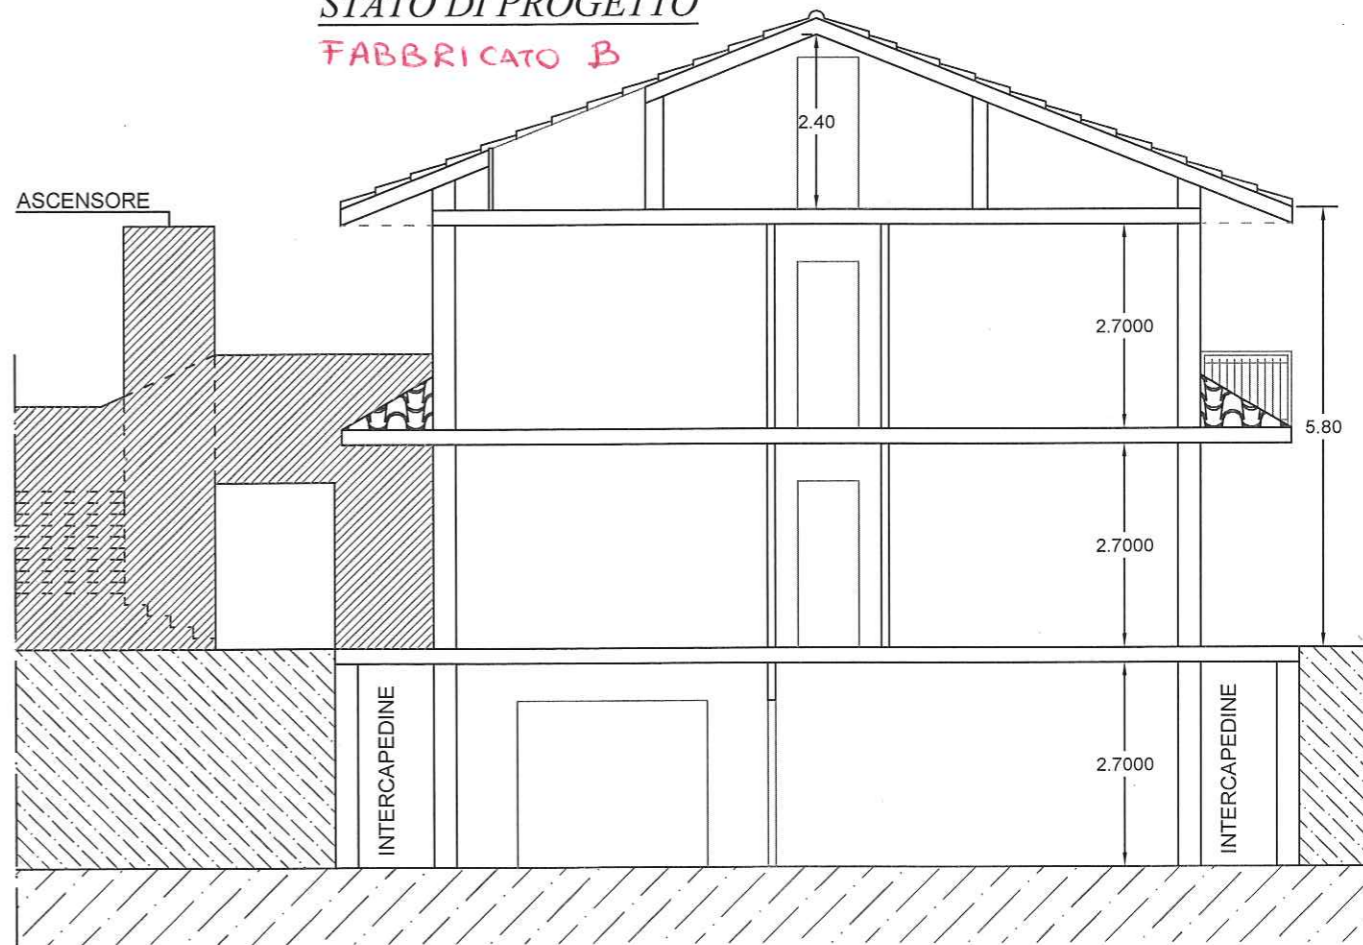 STATO DI PROGETTO
FABBRICATO B
2.40
ASCENSORE
2.7000
5.80
2.7000
INTERCAPEDINE
2.7000
INTERCAPEDINE